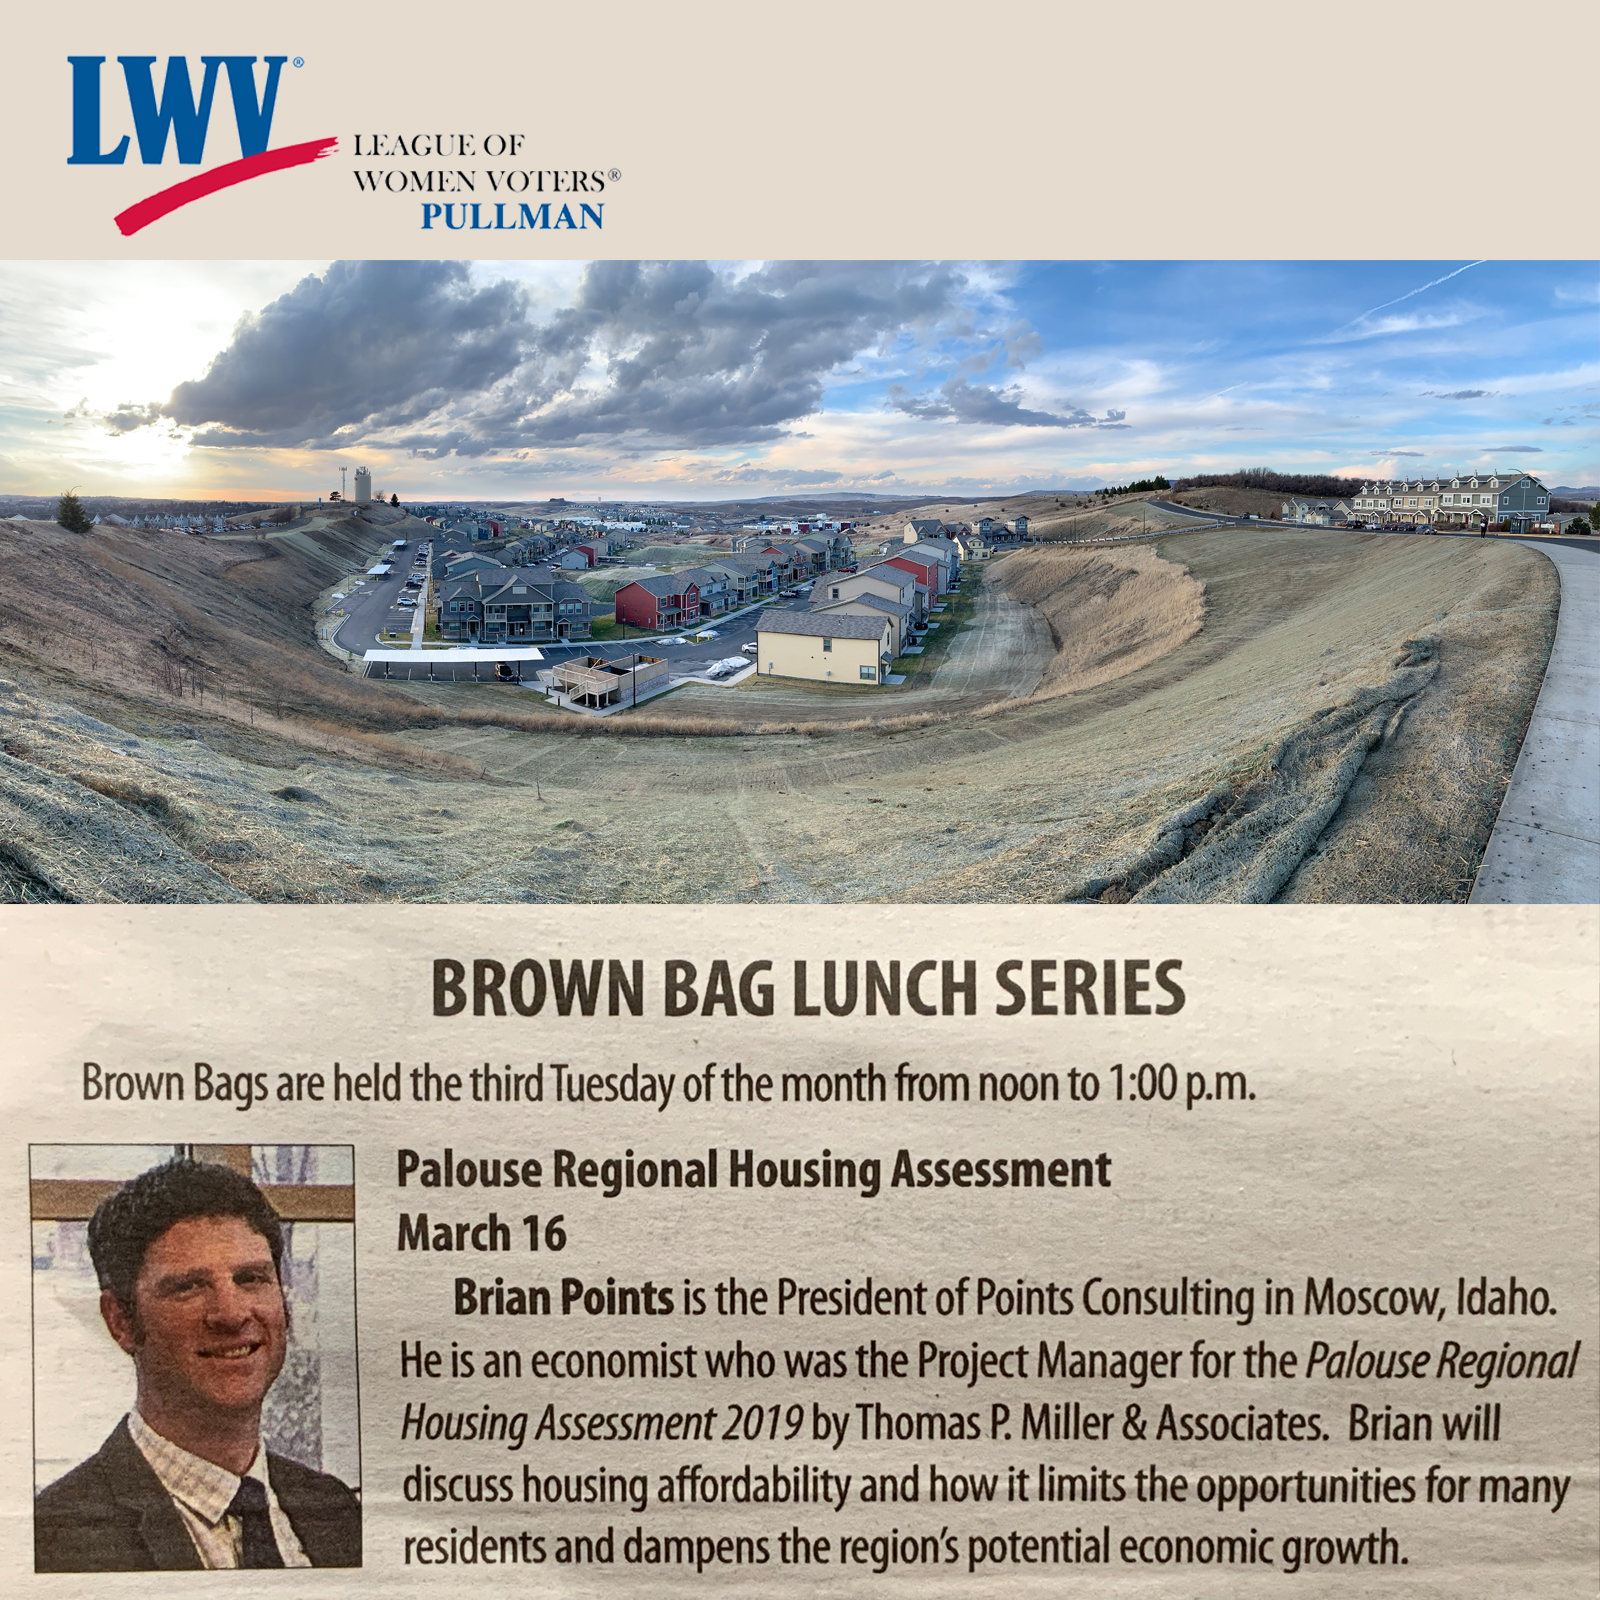 LWV®
LEAGUE OF
WOMEN VOTERS®
PULLMAN
BROWN BAG LUNCH SERIES
Brown Bags are held the third Tuesday of the month from noon to 1:00 p.m.
Palouse Regional Housing Assessment
March 16
Brian Points is the President of Points Consulting in Moscow, Idaho.
He is an economist who was the Project Manager for the Palouse Regional
Housing Assessment 2019 by Thomas P. Miller & Associates. Brian will
discuss housing affordability and how it limits the opportunities for many
residents and dampens the region's potential economic growth.